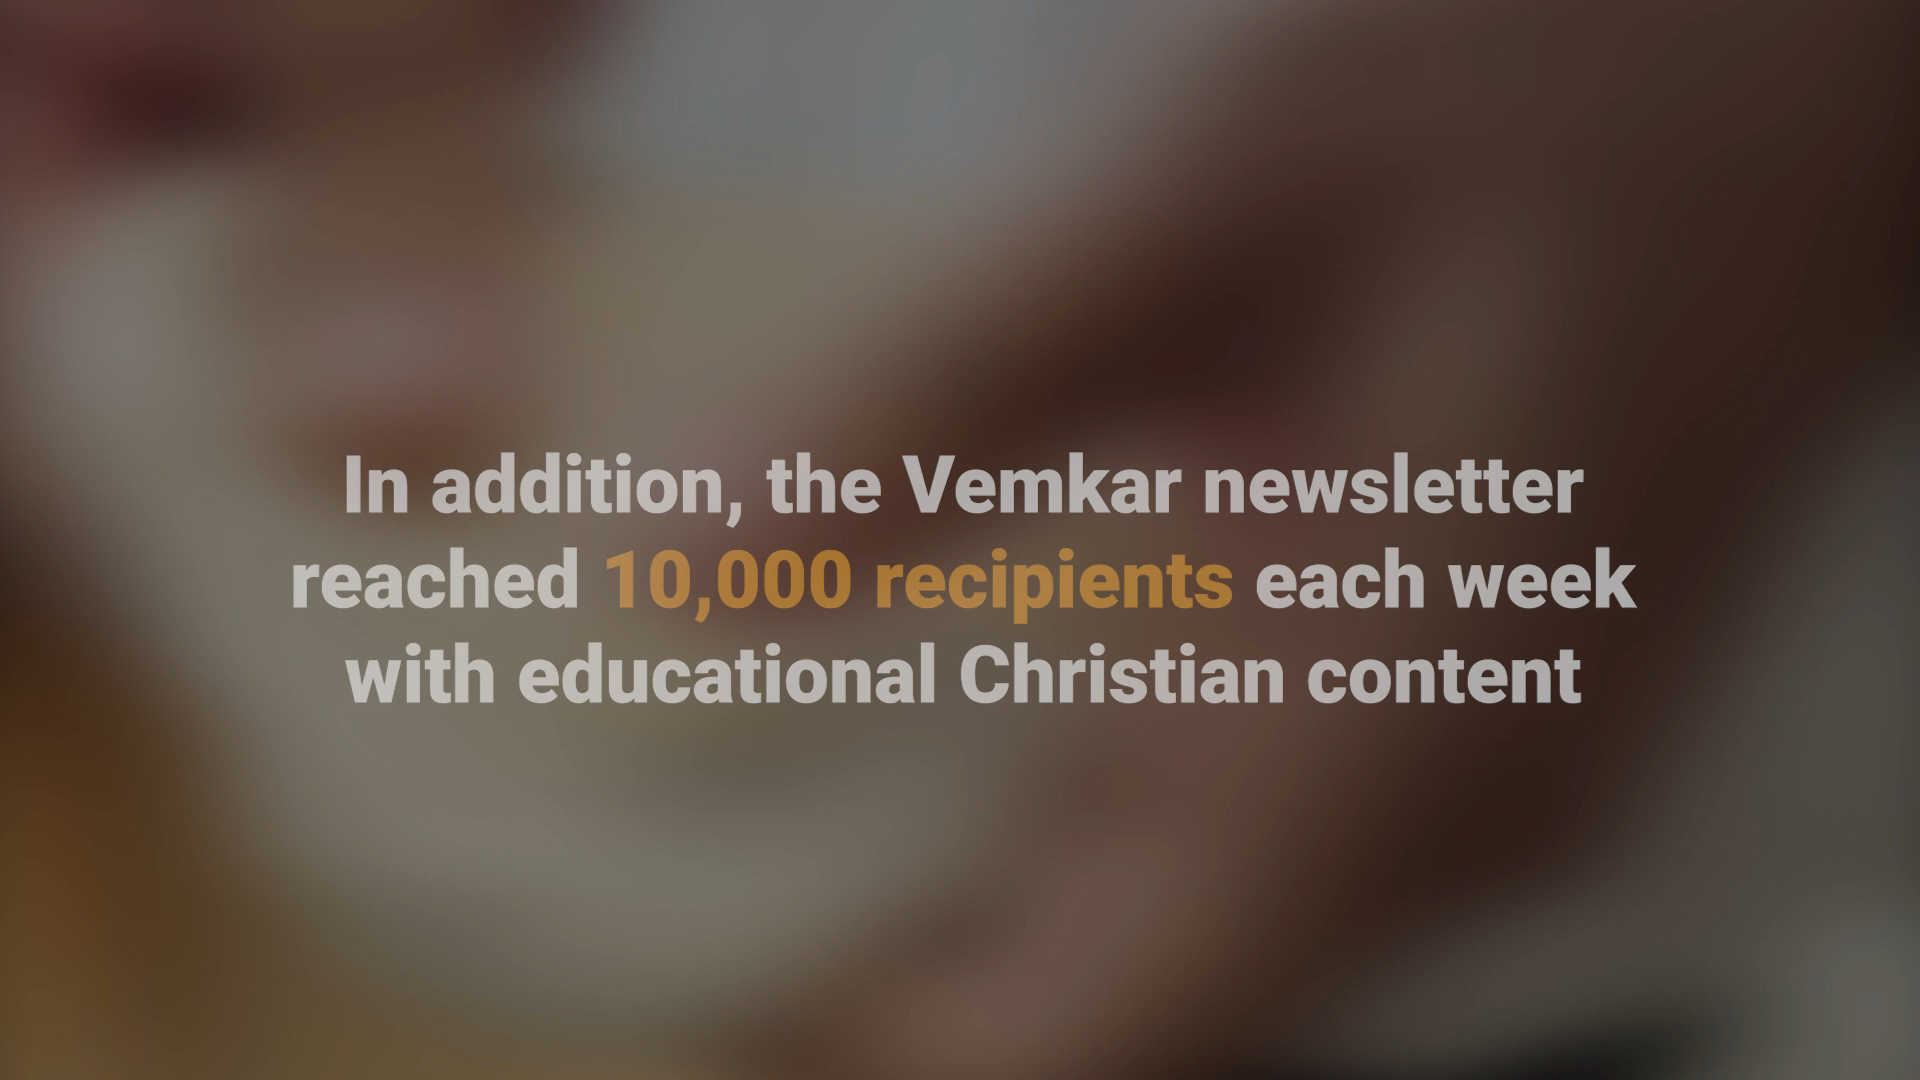 In addition, the Vemkar newsletter
reached 10,000 recipients each week
with educational Christian content